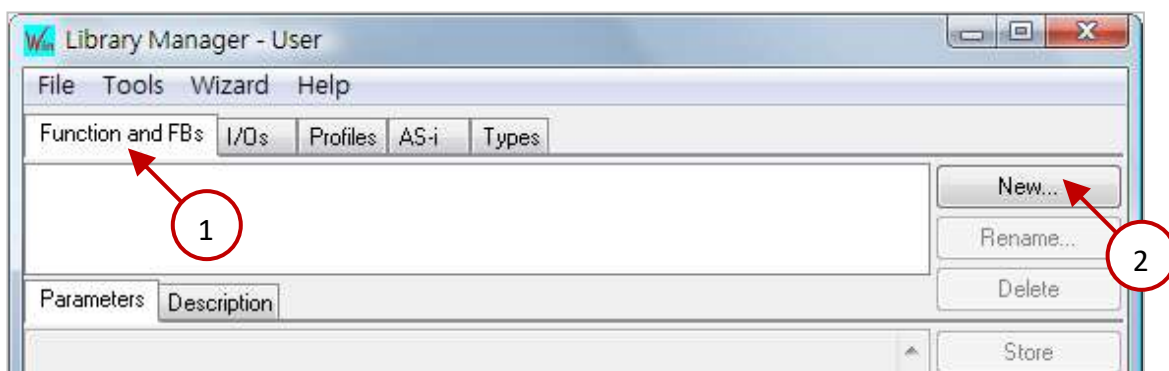 Win Library Manager - User
File Tools Wizard Help
Function and FBs I/Os Profiles AS-i Types
New...
1
Rename...
2
Parameters Description
Delete
Store